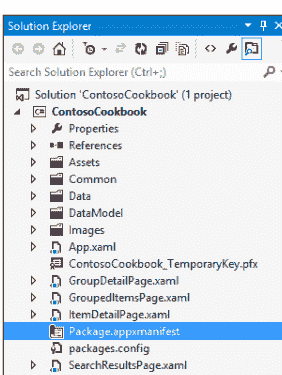 Solution Explorer
Search Solution Explorer (Ctrl+;)
Solution 'ContosoCookbook' (1 project)
ContosoCookbook
Properties
References
Assets
Common
Data
DataModel
Images
App.xaml
ContosoCookbook_TemporaryKey.pfx
GroupDetailPage.xaml
GroupedItemsPage.xaml
ItemDetailPage.xaml
Package.appxmanifest
packages.config
SearchResultsPage.xaml